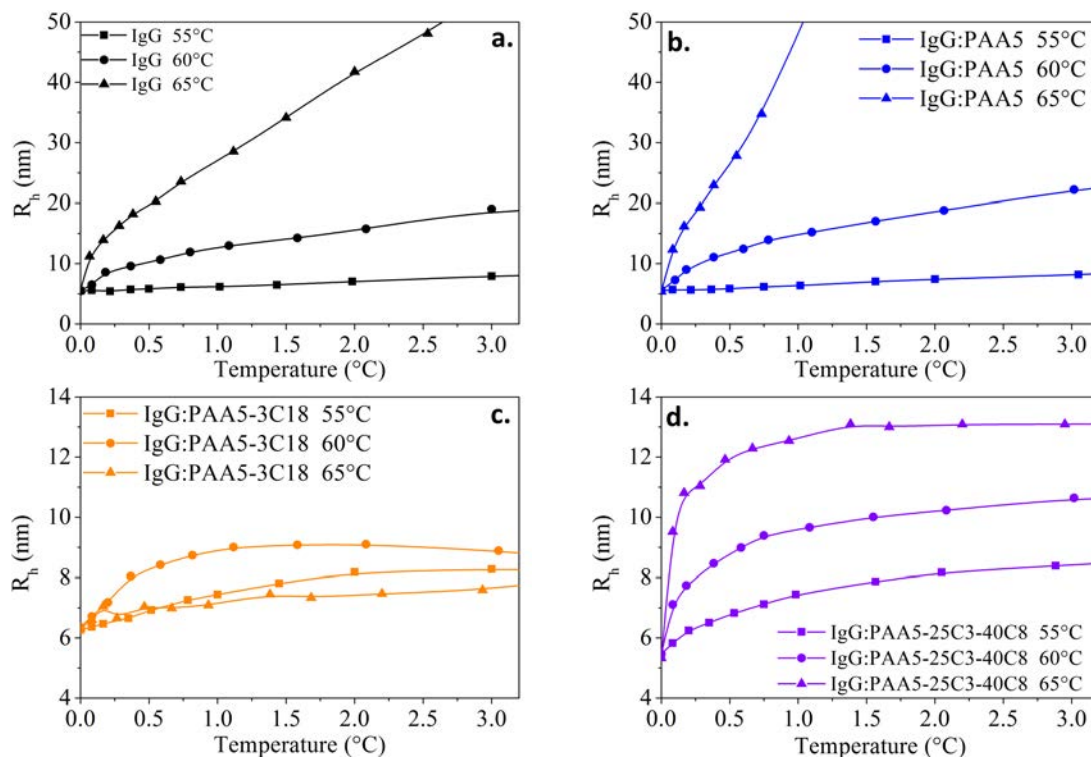 a.
IgG 55°C
IgG 60°C
IgG 65°C
R_h (nm)
50
40
30
20
10
0
0.0 0.5 1.0 1.5 2.0 2.5 3.0
Temperature (°C)
b.
IgG:PAA5 55°C
IgG:PAA5 60°C
IgG:PAA5 65°C
R_h (nm)
50
40
30
20
10
0
0.0 0.5 1.0 1.5 2.0 2.5 3.0
Temperature (°C)
c.
IgG:PAA5-3C18 55°C
IgG:PAA5-3C18 60°C
IgG:PAA5-3C18 65°C
R_h (nm)
14
12
10
8
6
4
0.0 0.5 1.0 1.5 2.0 2.5 3.0
Temperature (°C)
d.
R_h (nm)
14
12
10
8
6
4
IgG:PAA5-25C3-40C8 55°C
IgG:PAA5-25C3-40C8 60°C
IgG:PAA5-25C3-40C8 65°C
0.0 0.5 1.0 1.5 2.0 2.5 3.0
Temperature (°C)